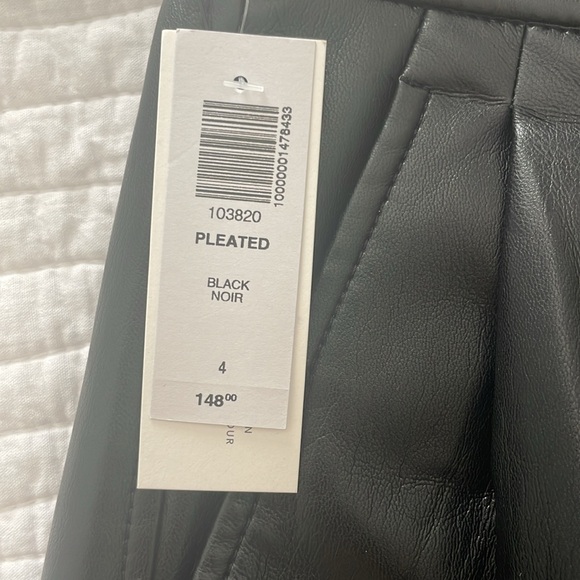 10000001478433
103820
PLEATED
BLACK
NOIR
4
148⁰⁰